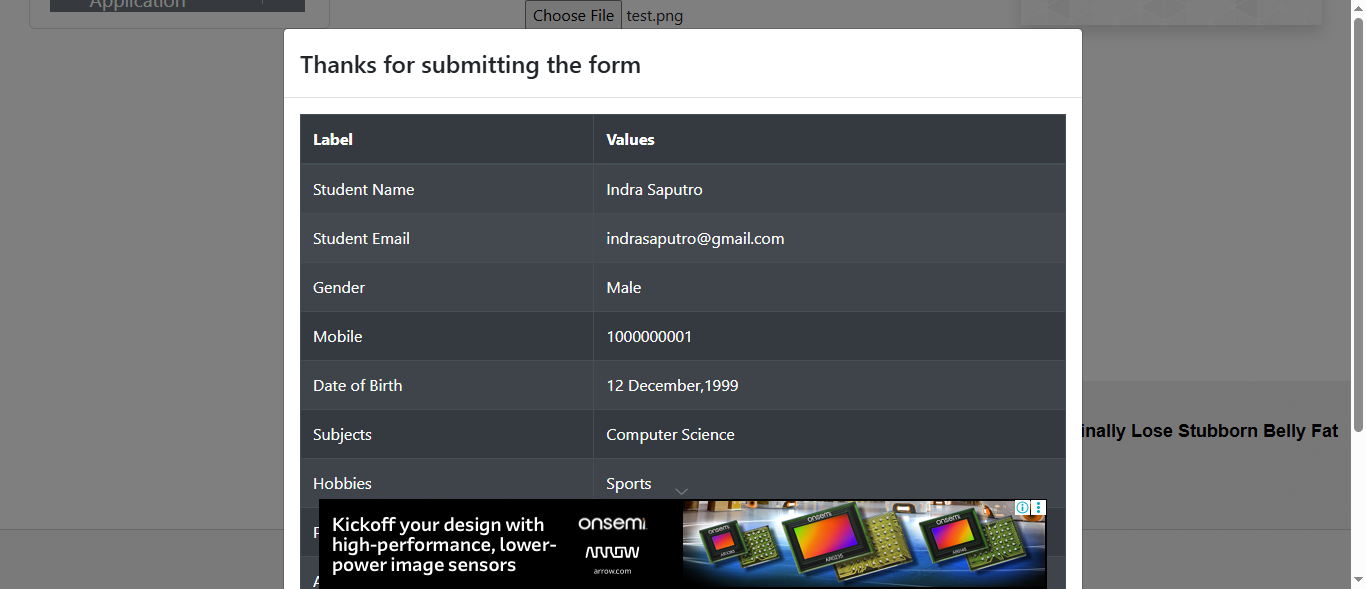 Application
Choose File test.png
Thanks for submitting the form
Label Values
Student Name Indra Saputro
Student Email indrasaputro@gmail.com
Gender Male
Mobile 1000000001
Date of Birth 12 December,1999
Subjects Computer Science
inally Lose Stubborn Belly Fat
Hobbies Sports
Kickoff your design with
high-performance, lower-
power image sensors
onsemi
ARROW
arrow.com
onsemi
onsemi
onsemi